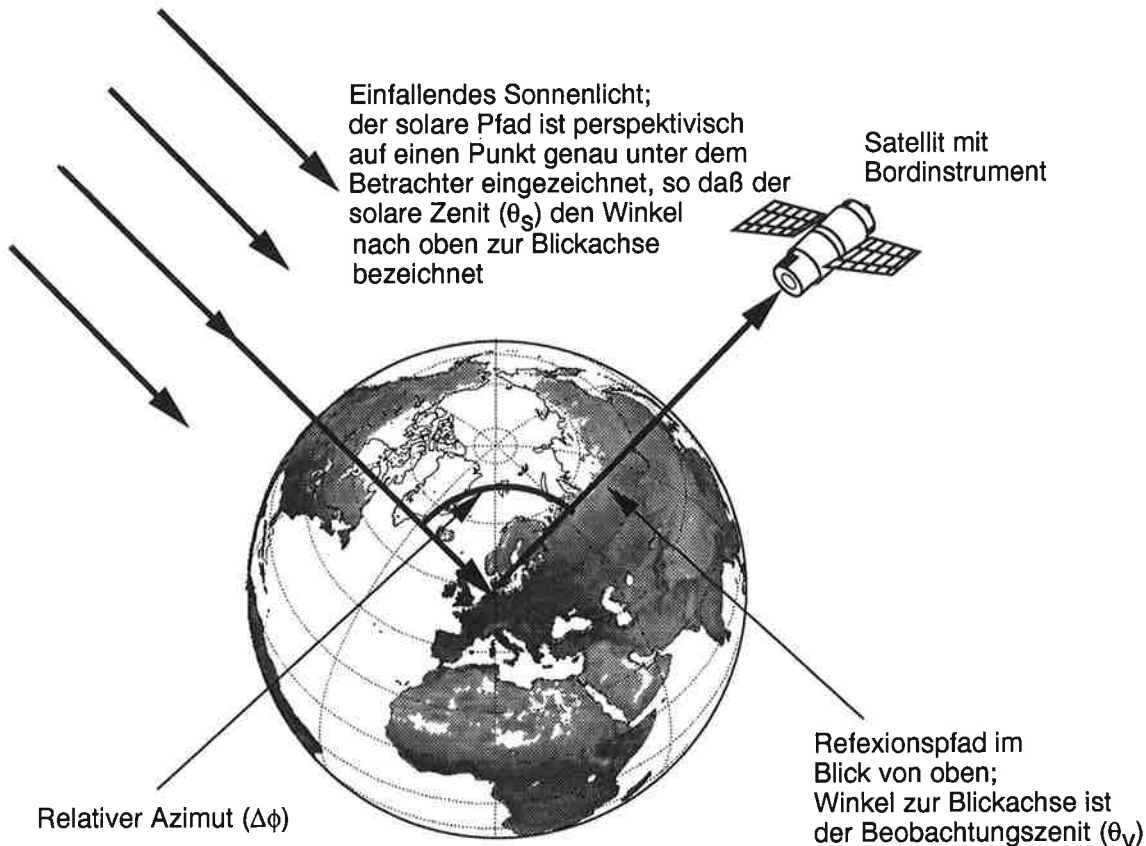 Einfallendes Sonnenlicht;
der solare Pfad ist perspektivisch
auf einen Punkt genau unter dem
Betrachter eingezeichnet, so daß der
solare Zenit (θS) den Winkel
nach oben zur Blickachse
bezeichnet
Satellit mit
Bordinstrument
Relativer Azimut (Δϕ)
Refexionspfad im
Blick von oben;
Winkel zur Blickachse ist
der Beobachtungszenit (θV)